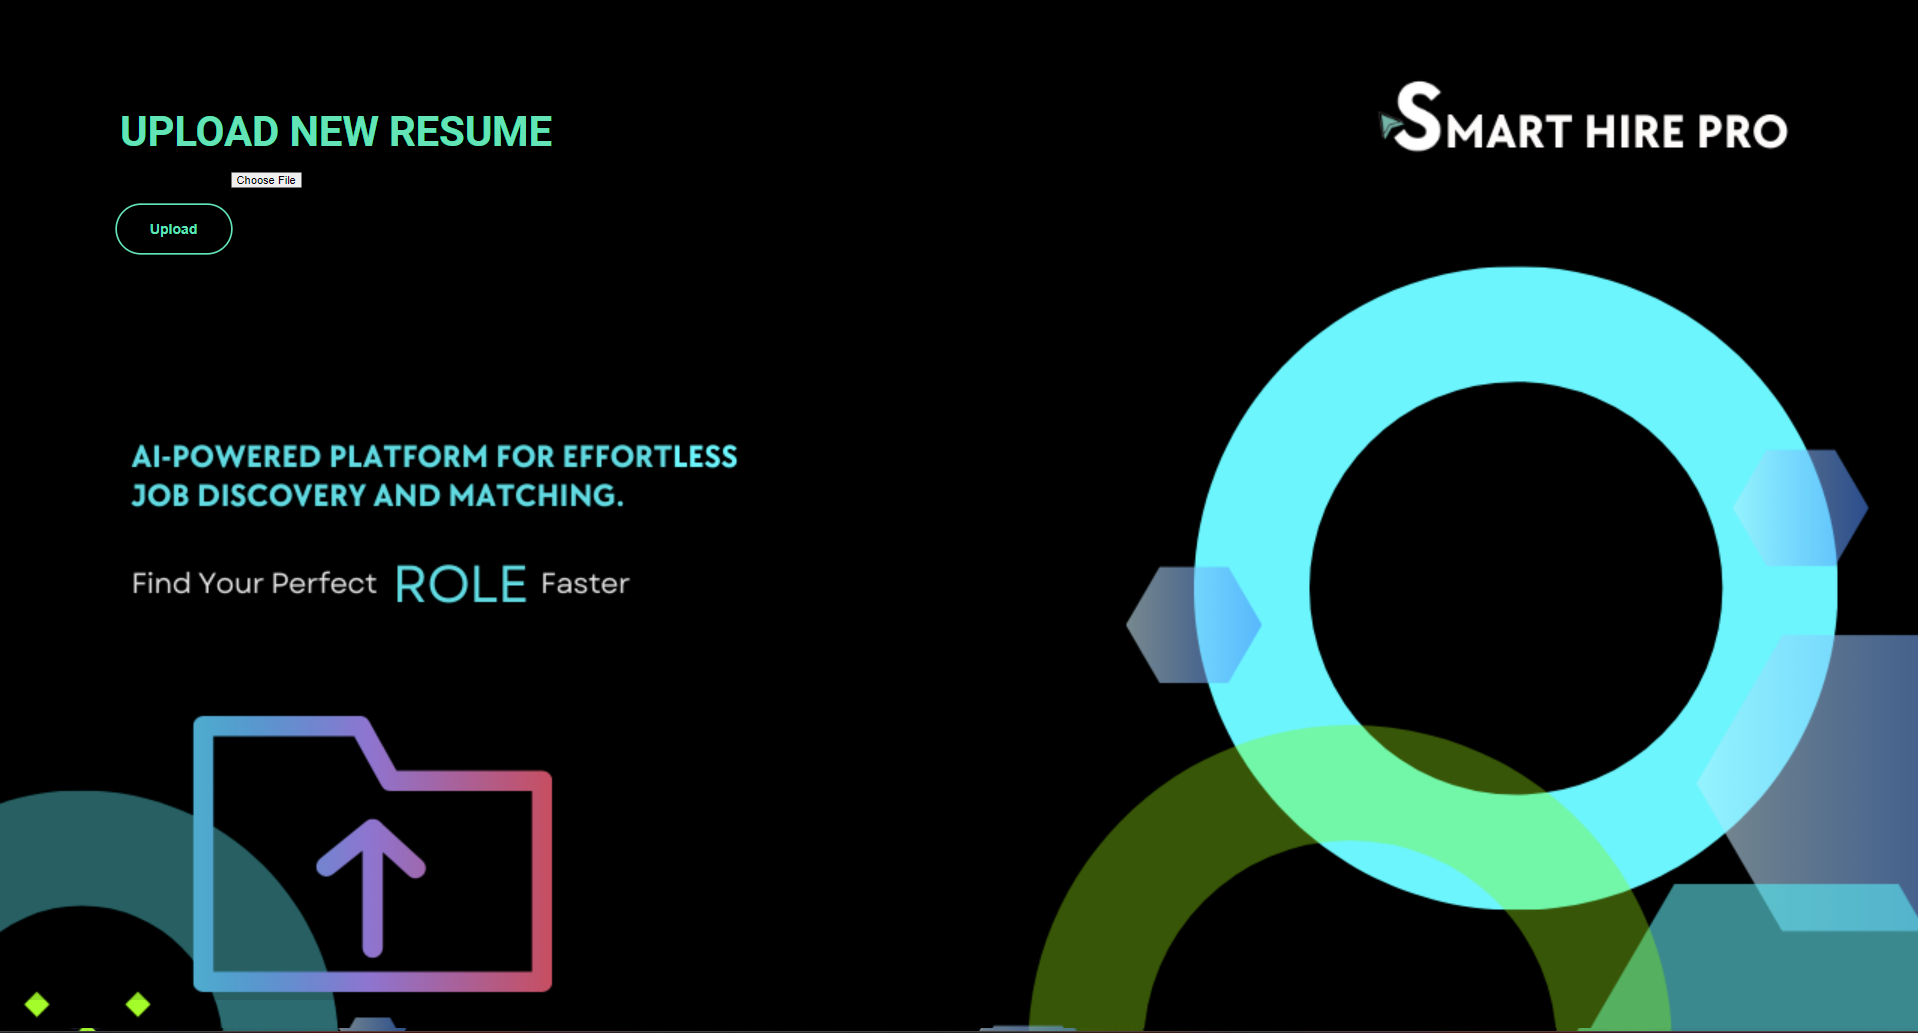 UPLOAD NEW RESUME
SMART HIRE PRO
Choose File
Upload
AI-POWERED PLATFORM FOR EFFORTLESS
JOB DISCOVERY AND MATCHING.
Find Your Perfect ROLE Faster